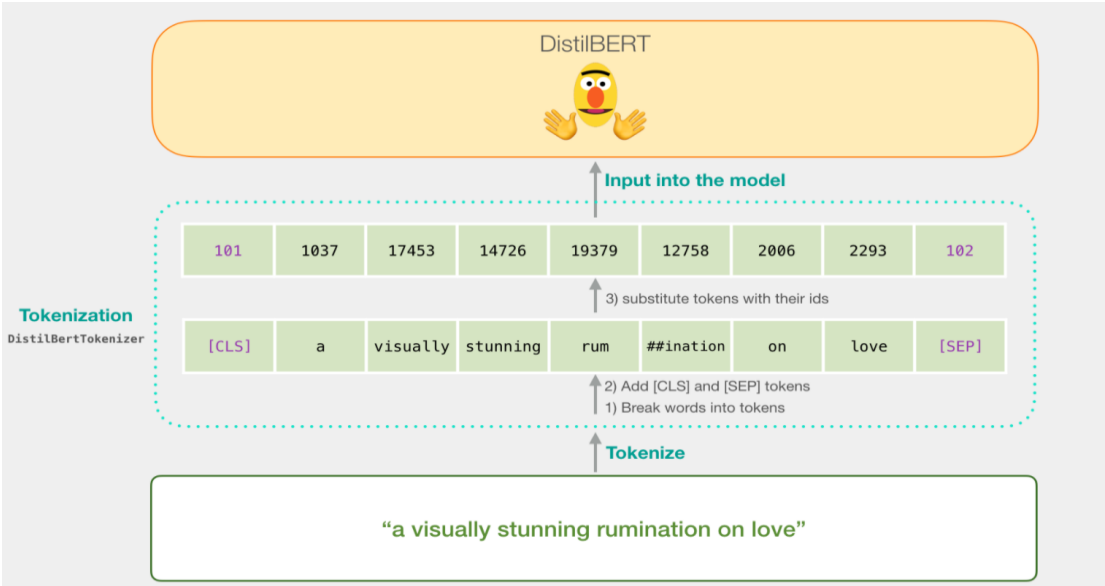 DistilBERT
Input into the model
101 1037 17453 14726 19379 12758 2006 2293 102
3) substitute tokens with their ids
Tokenization
DistilBertTokenizer
[CLS] a visually stunning rum ##ination on love [SEP]
2) Add [CLS] and [SEP] tokens
1) Break words into tokens
Tokenize
“a visually stunning rumination on love”